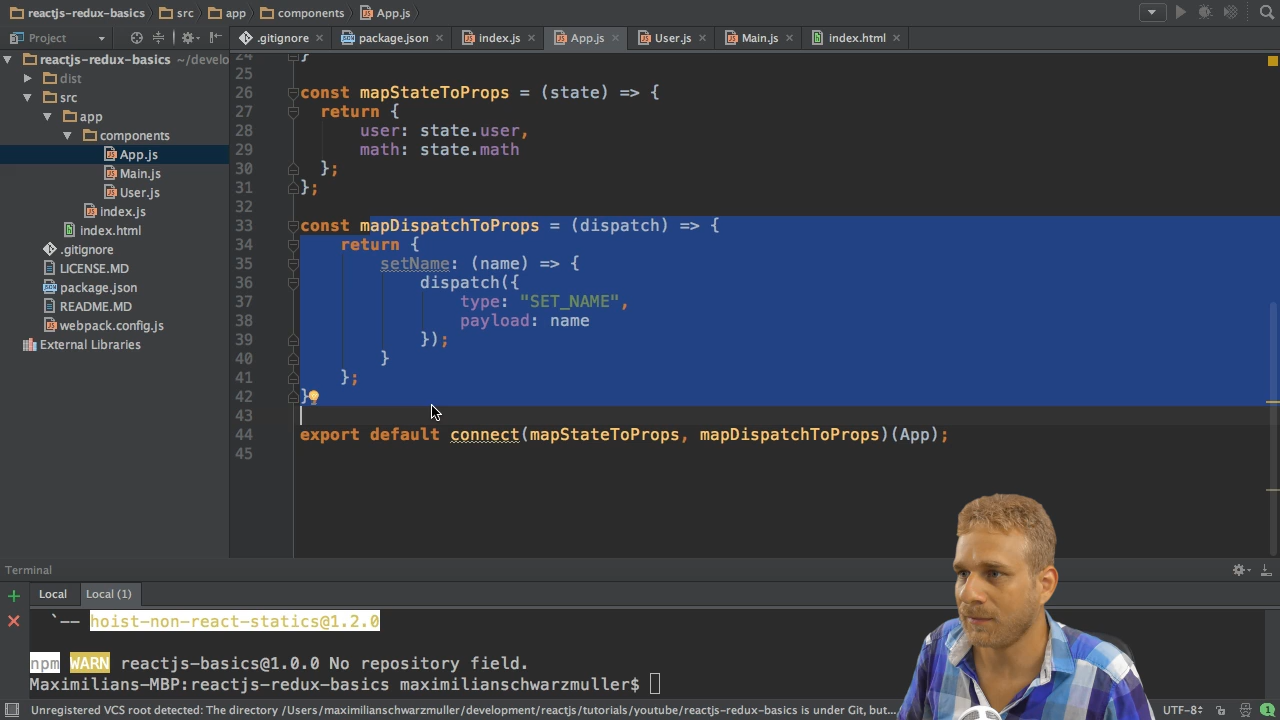 reactjs-redux-basics src app components App.js
Project
.gitignore package.json index.js App.js User.js Main.js index.html
reactjs-redux-basics ~/develo
dist
src
app
components
App.js
Main.js
User.js
index.js
index.html
.gitignore
LICENSE.MD
package.json
README.MD
webpack.config.js
External Libraries
24 }
25
26 const mapStateToProps = (state) => {
27 return {
28 user: state.user,
29 math: state.math
30 };
31 };
32
33 const mapDispatchToProps = (dispatch) => {
34 return {
35 setName: (name) => {
36 dispatch({
37 type: "SET_NAME",
38 payload: name
39 });
40 }
41 };
42 }
43
44 export default connect(mapStateToProps, mapDispatchToProps)(App);
45
Terminal
Local Local (1)
`-- hoist-non-react-statics@1.2.0
npm WARN reactjs-basics@1.0.0 No repository field.
Maximilians-MBP:reactjs-redux-basics maximilianschwarzmuller$
Unregistered VCS root detected: The directory /Users/maximilianschwarzmuller/development/reactjs/tutorials/youtube/reactjs-redux-basics is under Git, but... UTF-8 1